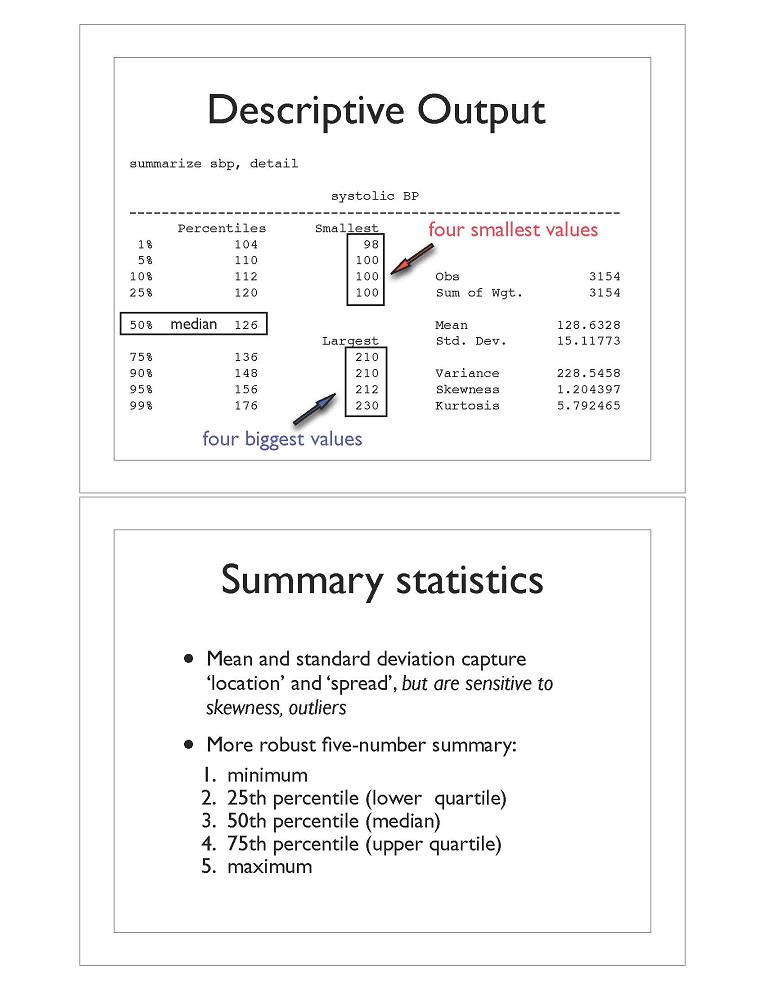 Descriptive Output
summarize sbp, detail
systolic BP
-------------------------------------------------------------
Percentiles Smallest four smallest values
1% 104 98
5% 110 100
10% 112 100 Obs 3154
25% 120 100 Sum of Wgt. 3154
50% median 126 Mean 128.6328
Largest Std. Dev. 15.11773
75% 136 210
90% 148 210 Variance 228.5458
95% 156 212 Skewness 1.204397
99% 176 230 Kurtosis 5.792465
four biggest values
Summary statistics
• Mean and standard deviation capture
‘location’ and ‘spread’, but are sensitive to
skewness, outliers
• More robust five-number summary:
1. minimum
2. 25th percentile (lower quartile)
3. 50th percentile (median)
4. 75th percentile (upper quartile)
5. maximum